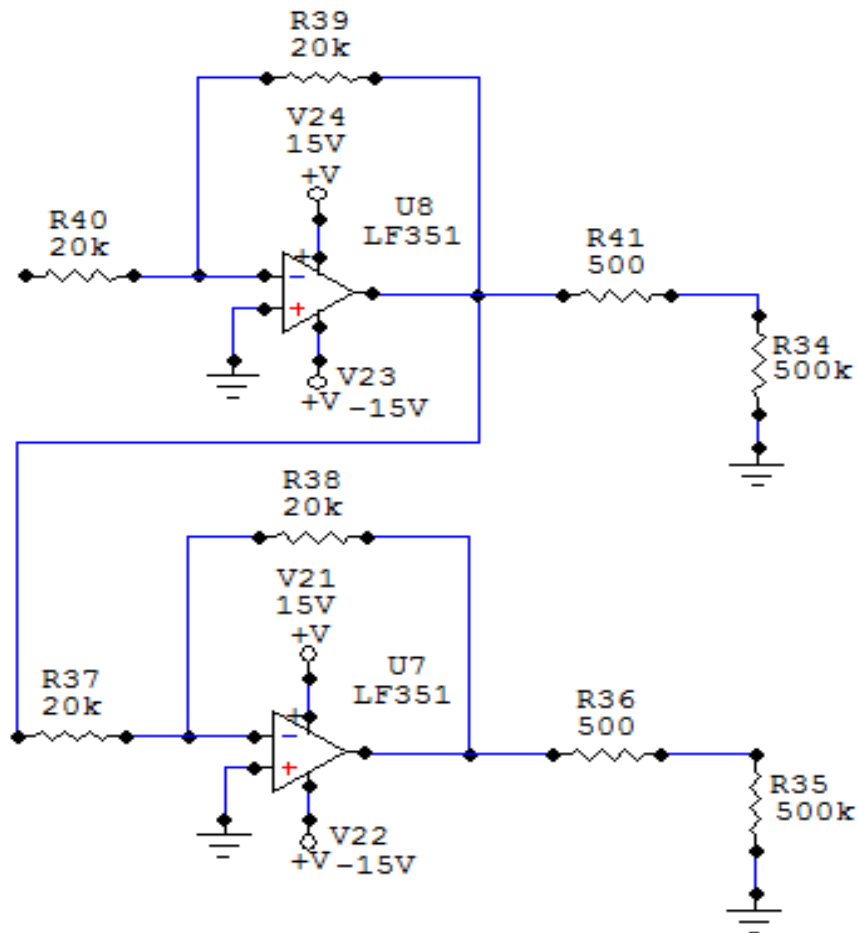 R39
20k
V24
15V
+V
U8
LF351
R40
20k
R41
500
+
−
+
R34
500k
V23
+V
−15V
R38
20k
V21
15V
+V
U7
LF351
R37
20k
R36
500
+
−
+
R35
500k
V22
+V
−15V